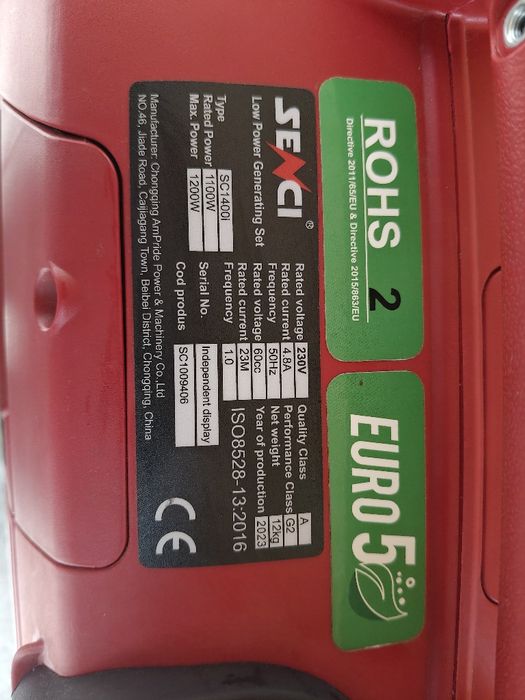 ROHS 2
Directive 2011/65/EU & Directive 2015/863/EU
EURO 5
SENCI ®
Low Power Generating Set
Type SC1400I
Rated Power 1100W
Max. Power 1200W
Rated voltage 230V
Rated current 4.8A
Frequency 50Hz
Rated voltage 60cc
Rated current 23M
Frequency 1.0
Serial No. Independent display
Cod produs SC1009406
Quality Class A
Performance Class G2
Net weight 12kg
Year of production 2023
ISO8528-13:2016
CE
Manufacturer: Chongqing AmPride Power & Machinery Co.,Ltd
NO.46, Jiade Road, Caijiagang Town, Beibei District, Chongqing, China